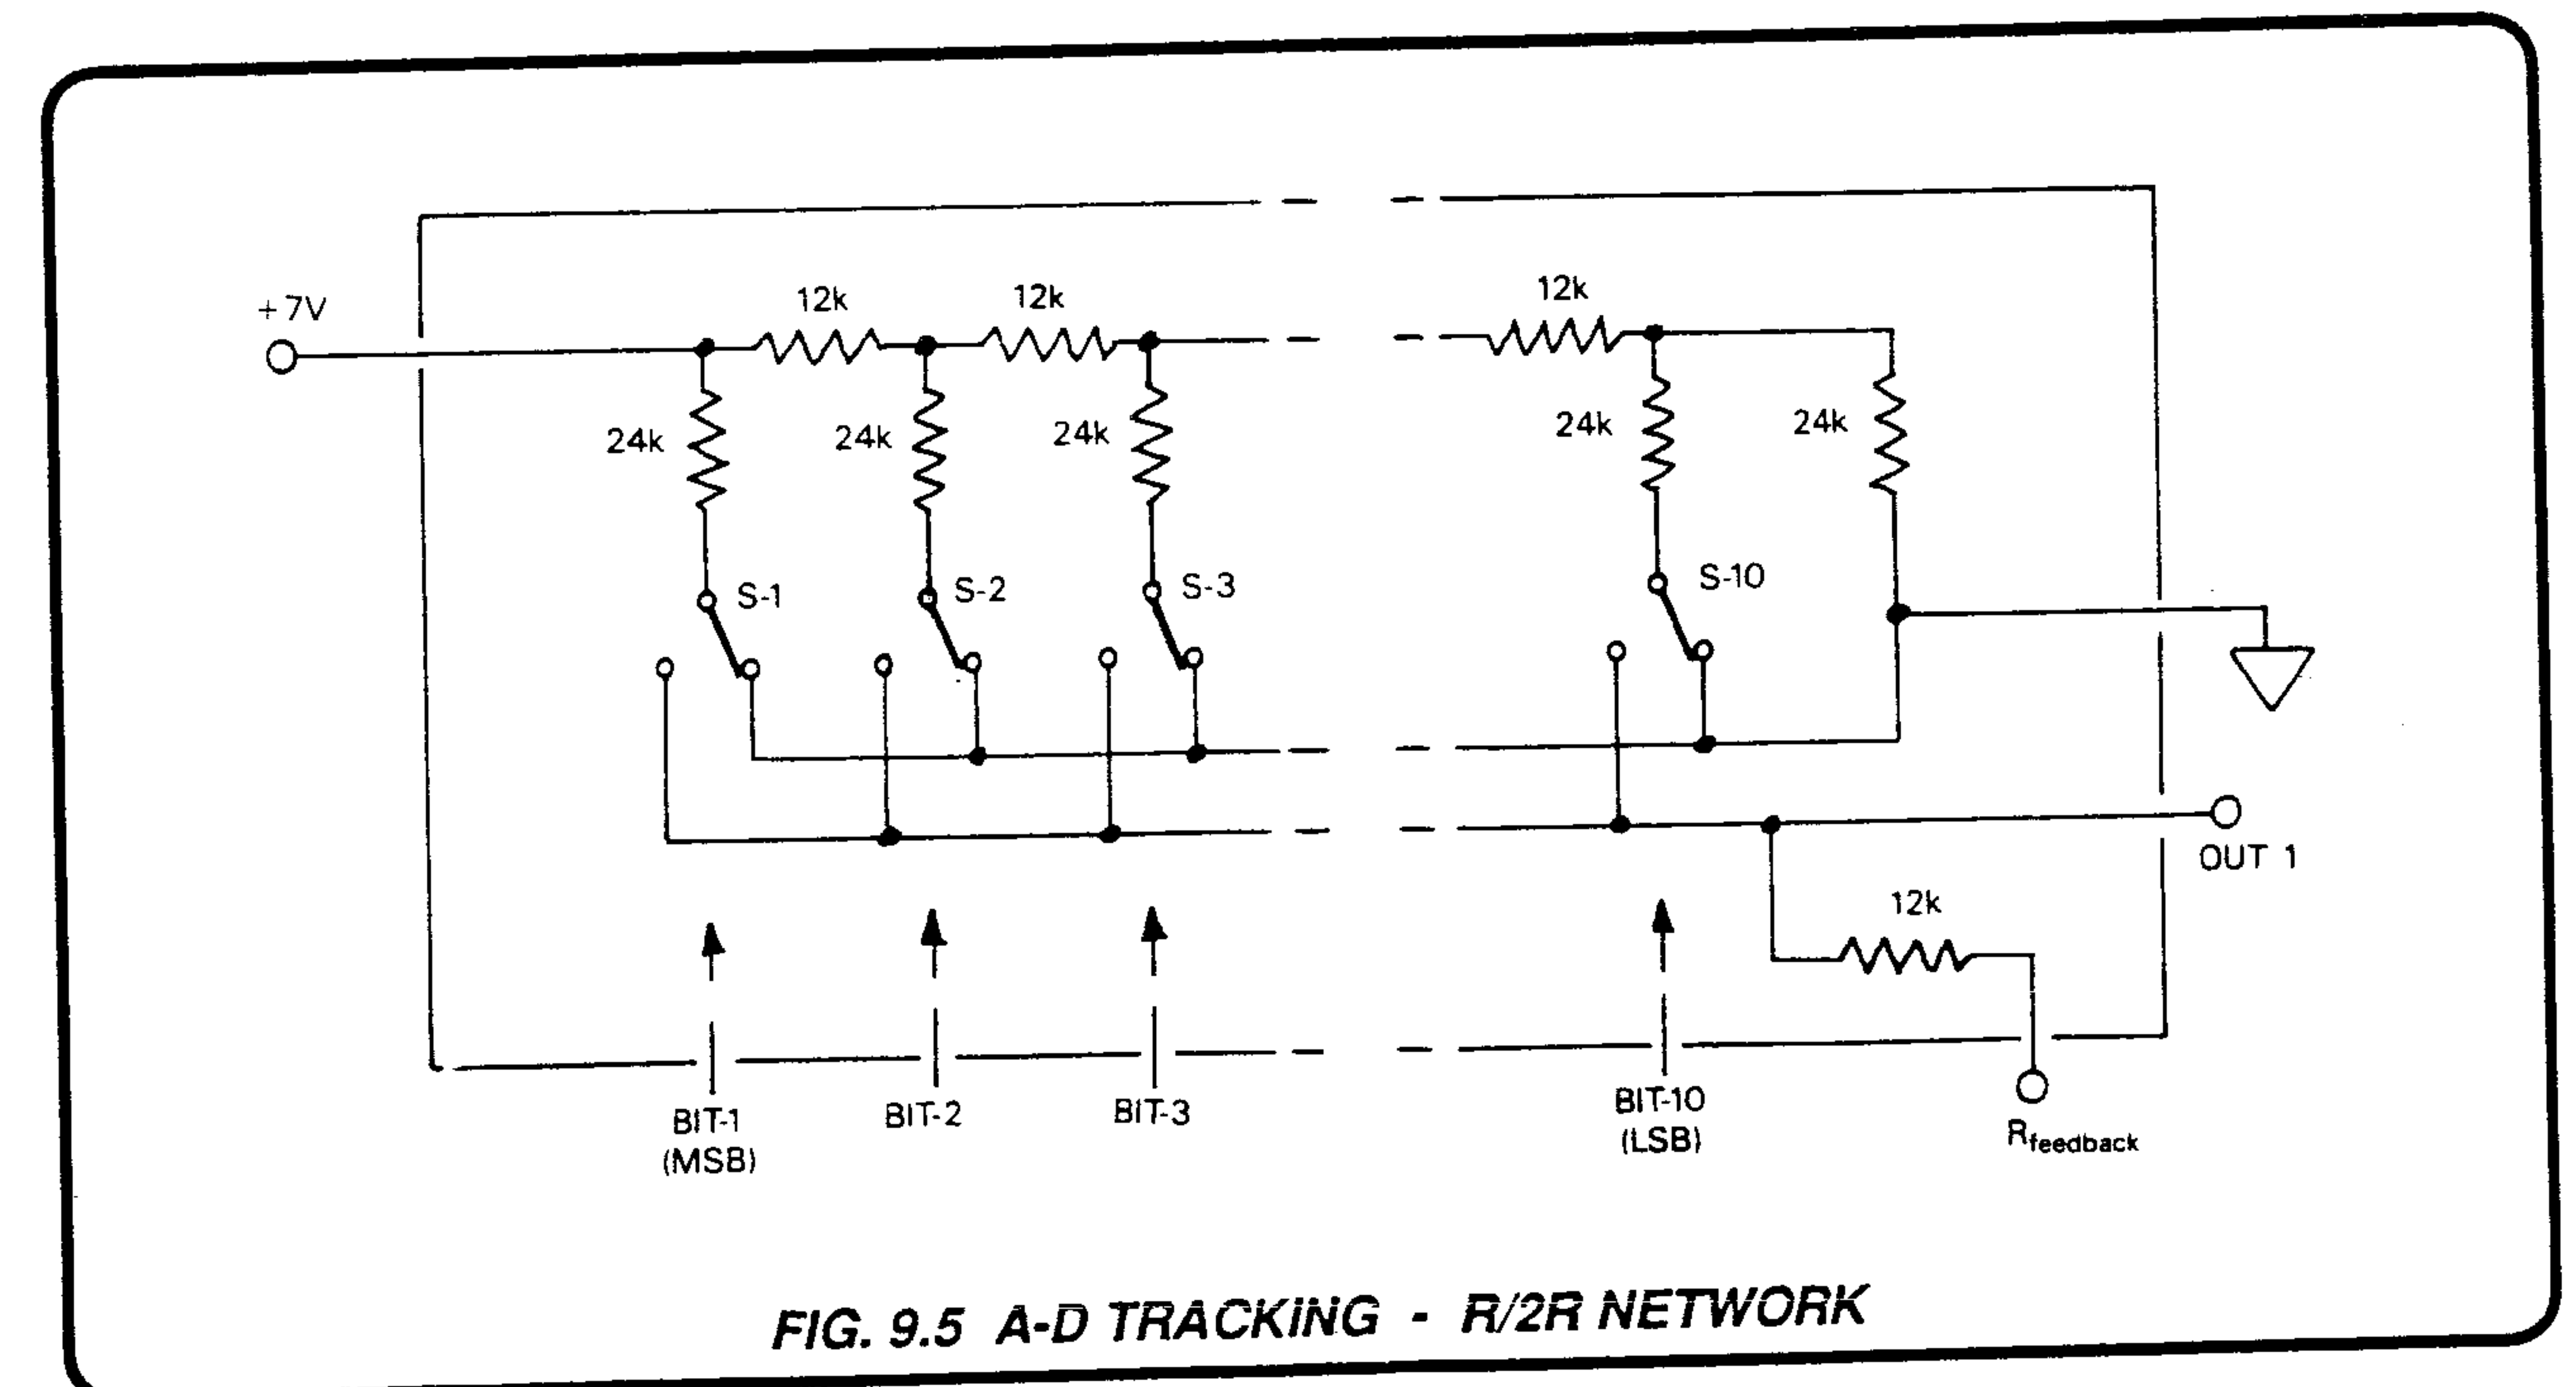 +7V
12k
12k
12k
24k
24k
24k
24k
24k
S-1
S-2
S-3
S-10
OUT 1
12k
BIT-1
(MSB)
BIT-2
BIT-3
BIT-10
(LSB)
Rfeedback
FIG. 9.5 A-D TRACKING - R/2R NETWORK